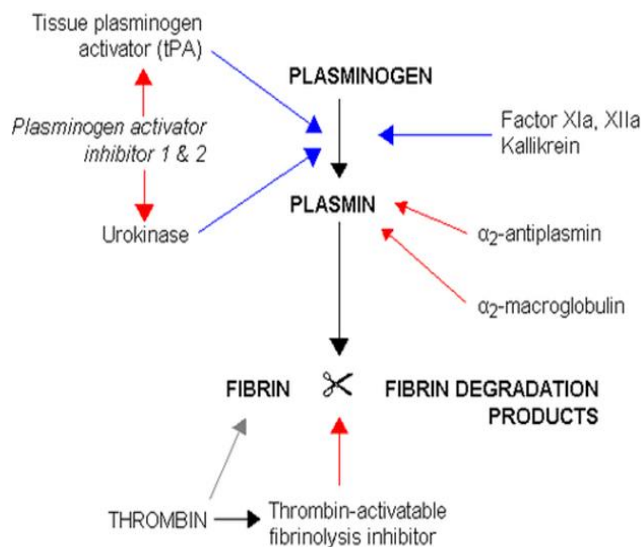 Tissue plasminogen
activator (tPA)
PLASMINOGEN
Plasminogen activator
inhibitor 1 & 2
Factor XIa, XIIa
Kallikrein
PLASMIN
Urokinase
α₂-antiplasmin
α₂-macroglobulin
FIBRIN
FIBRIN DEGRADATION
PRODUCTS
THROMBIN
Thrombin-activatable
fibrinolysis inhibitor